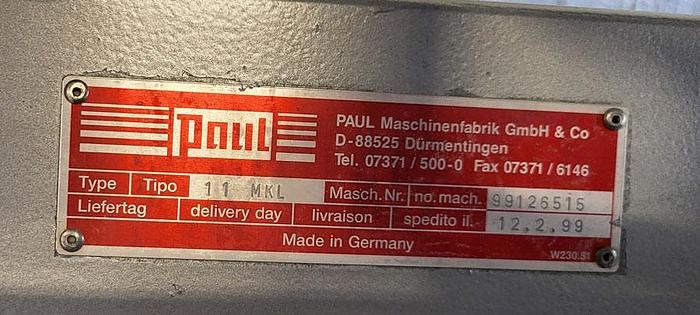 paul
PAUL Maschinenfabrik GmbH & Co
D-88525 Dürmentingen
Tel. 07371/500-0 Fax 07371/6146
Type Tipo 11 MKL Masch.Nr. no.mach. 99126515
Liefertag delivery day livraison spedito il. 12.2.99
Made in Germany
W230.S1